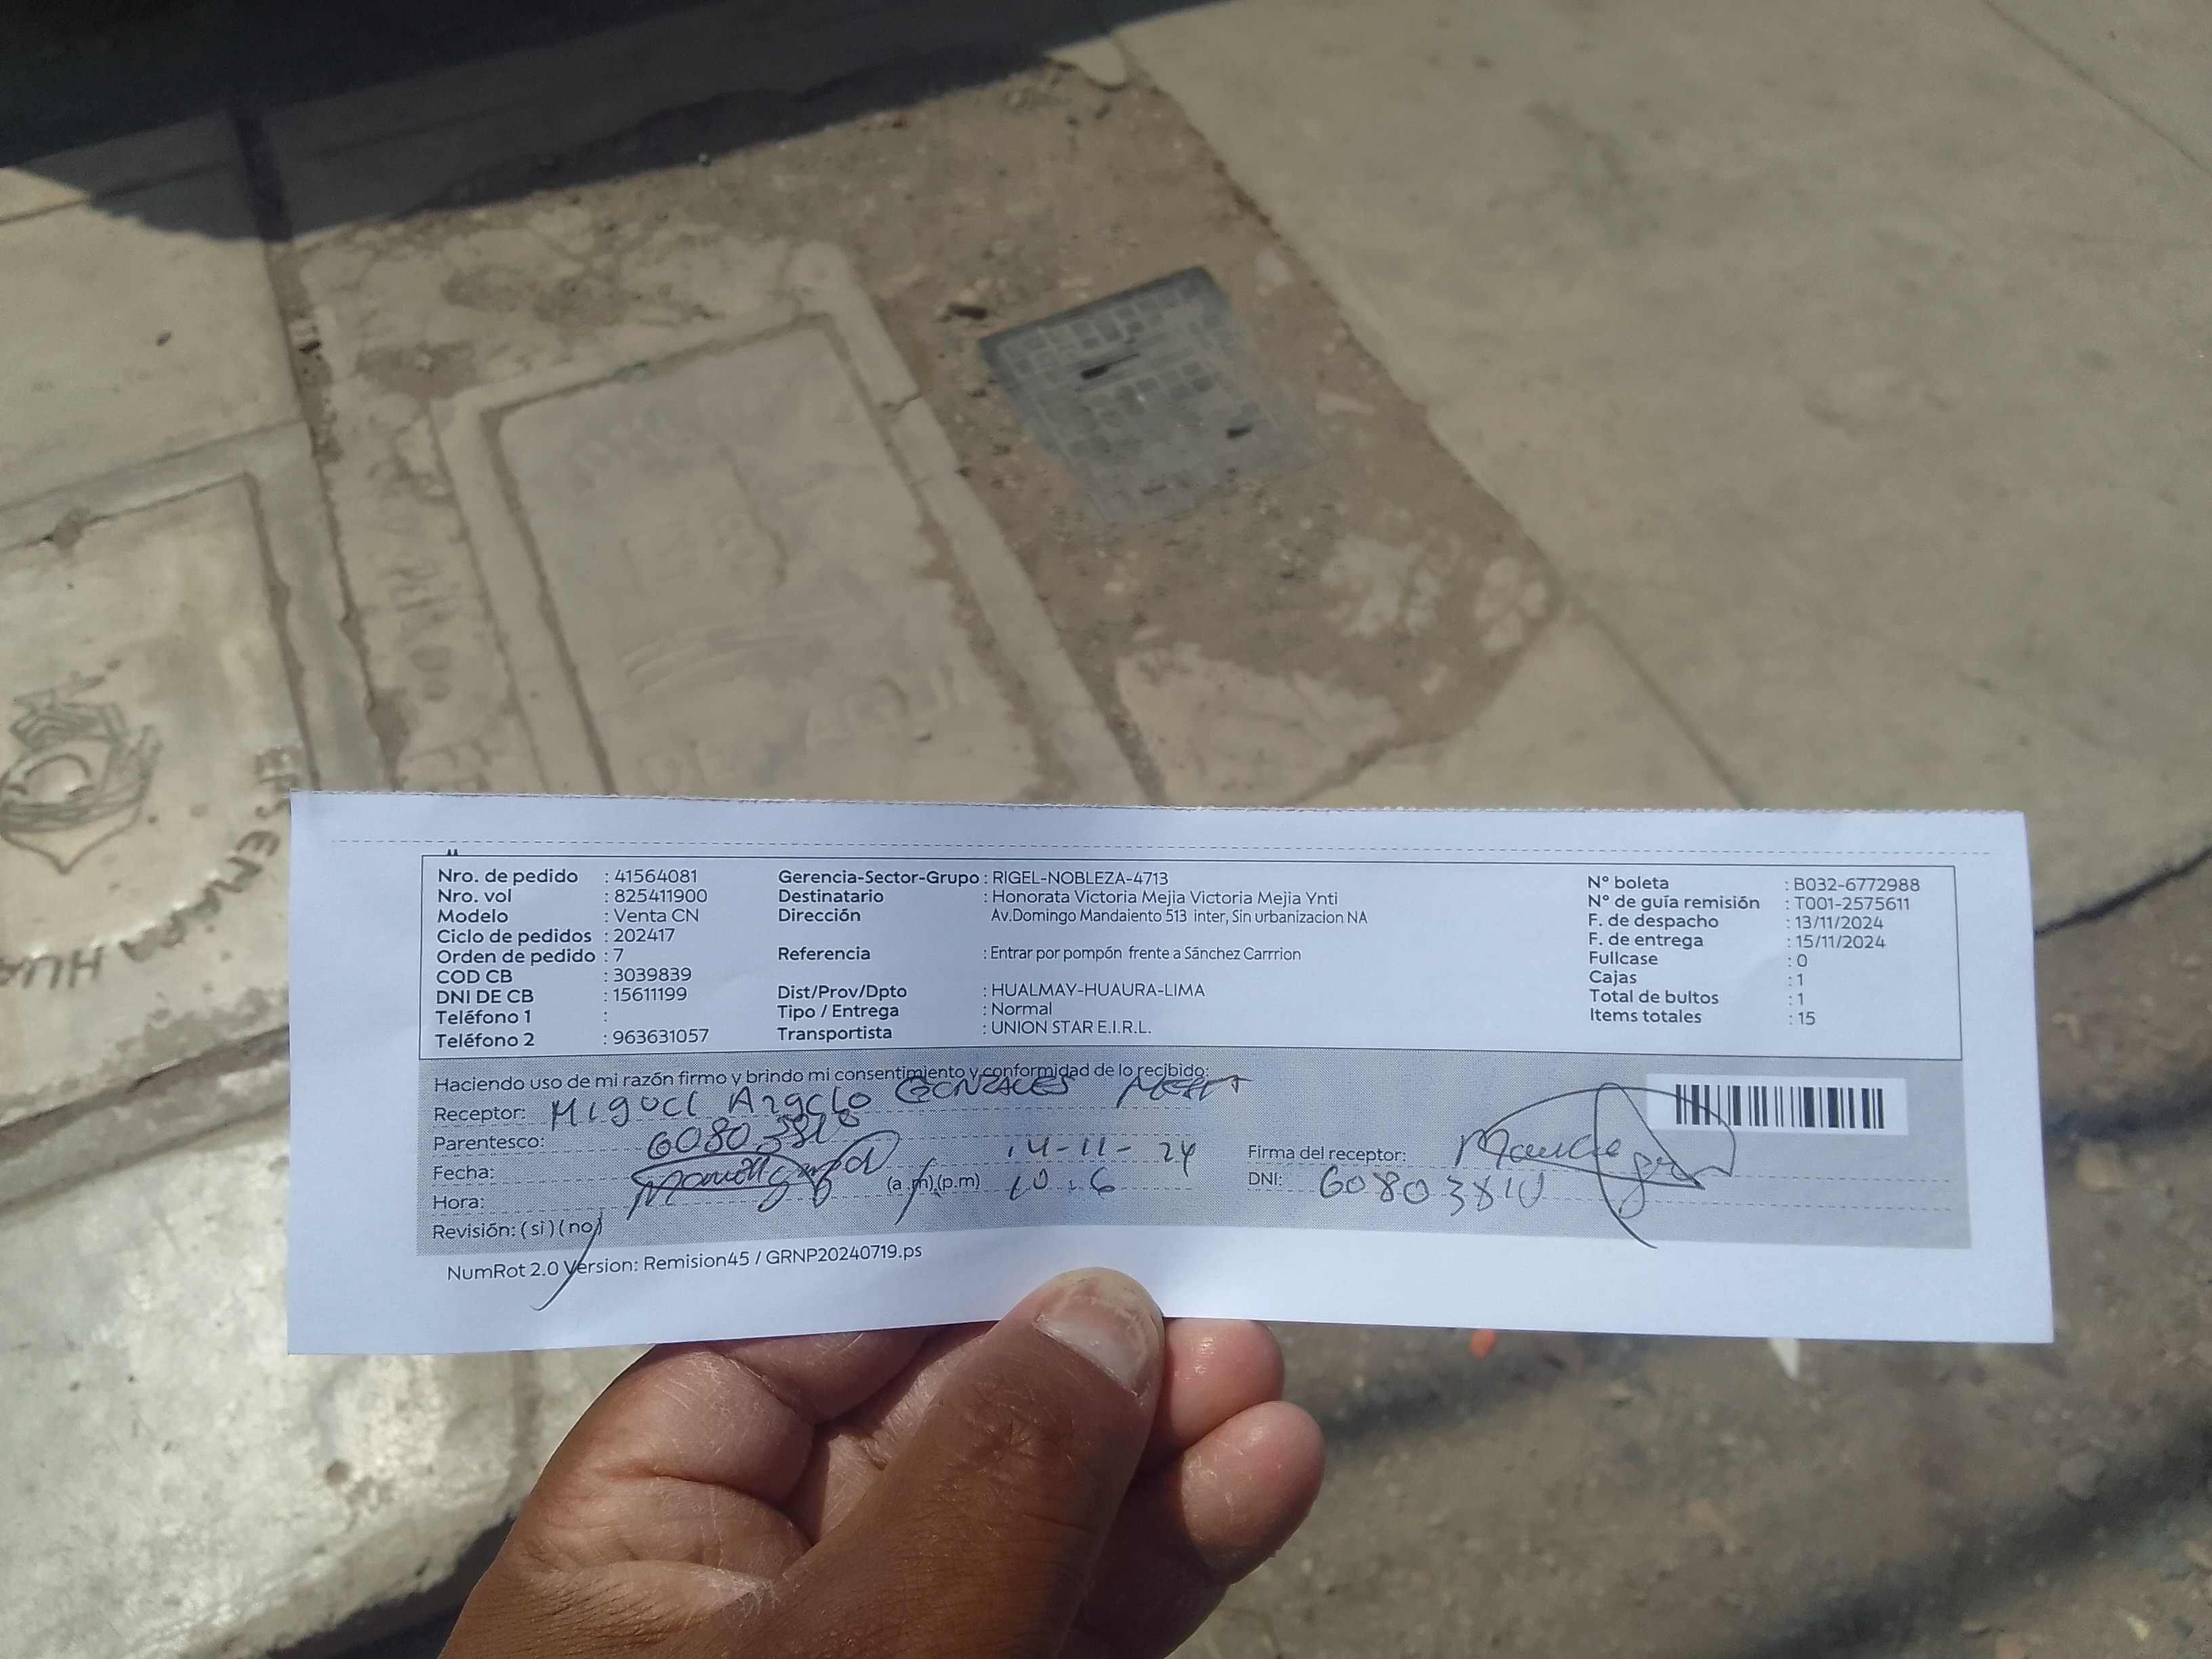 Nro. de pedido : 41564081
Nro. vol : 825411900
Modelo : Venta CN
Ciclo de pedidos : 202417
Orden de pedido : 7
COD CB : 3039839
DNI DE CB : 15611199
Teléfono 1 :
Teléfono 2 : 963631057
Gerencia-Sector-Grupo : RIGEL-NOBLEZA-4713
Destinatario : Honorata Victoria Mejia Victoria Mejia Ynti
Dirección Av.Domingo Mandaiento 513 inter, Sin urbanizacion NA
Referencia : Entrar por pompón frente a Sánchez Carrrion
Dist/Prov/Dpto : HUALMAY-HUAURA-LIMA
Tipo / Entrega : Normal
Transportista : UNION STAR E.I.R.L.
N° boleta : B032-6772988
N° de guía remisión : T001-2575611
F. de despacho : 13/11/2024
F. de entrega : 15/11/2024
Fullcase : 0
Cajas : 1
Total de bultos : 1
Items totales : 15
Haciendo uso de mi razón firmo y brindo mi consentimiento y conformidad de lo recibido:
Receptor: Miguel Angelo GONZALES
Parentesco: 60803810
Fecha: 14-11-24
Hora: (a.m),(p.m) 10:6
Revisión: (si) (no)
Firma del receptor:
DNI: 60803810
NumRot 2.0 Version: Remision45 / GRNP20240719.ps
EPS EMAPA HUA